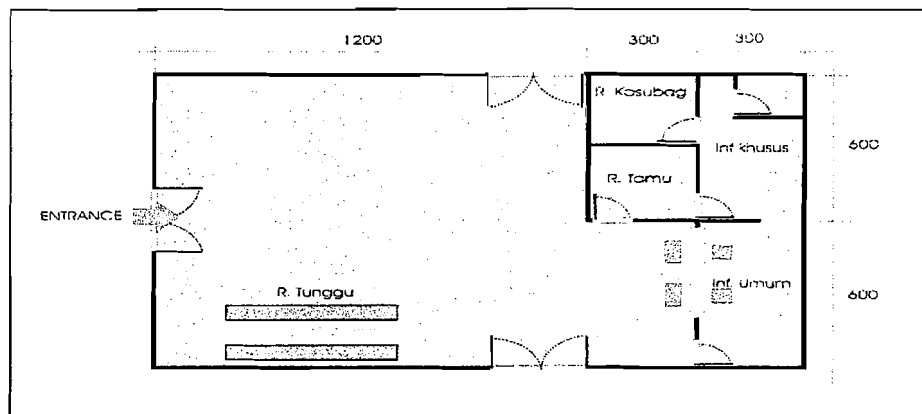 1200
300
300
R. Kasubag
Inf khusus
600
R. Tamu
ENTRANCE
R. Tunggu
Inf. Umum
600